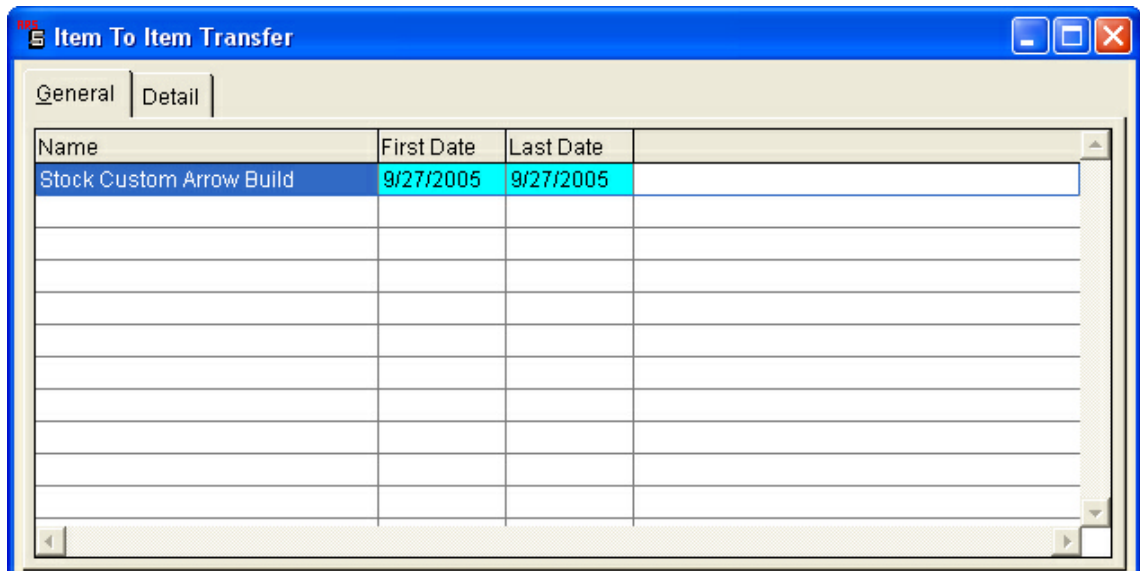 Item To Item Transfer
General Detail
Name First Date Last Date
Stock Custom Arrow Build 9/27/2005 9/27/2005